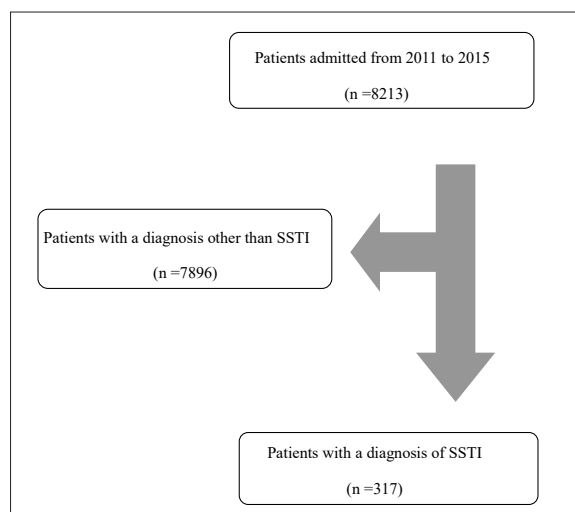 Patients admitted from 2011 to 2015
(n =8213)
Patients with a diagnosis other than SSTI
(n =7896)
Patients with a diagnosis of SSTI
(n =317)